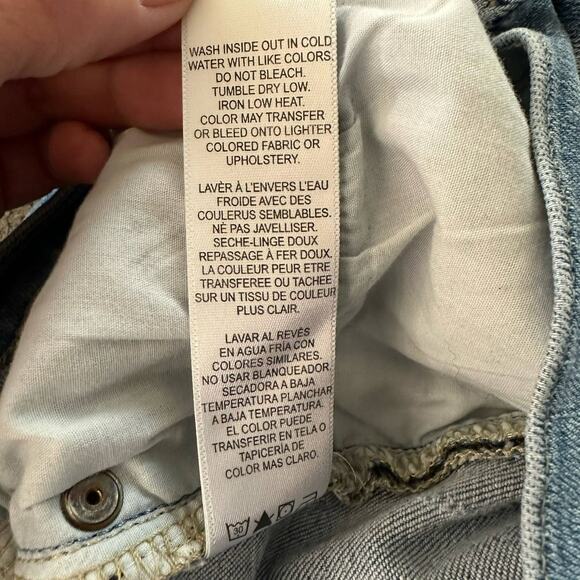 WASH INSIDE OUT IN COLD
WATER WITH LIKE COLORS.
DO NOT BLEACH.
TUMBLE DRY LOW.
IRON LOW HEAT.
COLOR MAY TRANSFER
OR BLEED ONTO LIGHTER
COLORED FABRIC OR
UPHOLSTERY.
LAVÈR À L'ENVERS L'EAU
FROIDE AVEC DES
COULERUS SEMBLABLES.
NÈ PAS JAVELLISER.
SECHE-LINGE DOUX
REPASSAGE À FER DOUX.
LA COULEUR PEUR ETRE
TRANSFEREE OU TACHEE
SUR UN TISSU DE COULEUR
PLUS CLAIR.
LAVAR AL REVÉS
EN AGUA FRÍA CON
COLORES SIMILARES.
NO USAR BLANQUEADOR.
SECADORA A BAJA
TEMPERATURA PLANCHAR
A BAJA TEMPERATURA.
EL COLOR PUEDE
TRANSFERIR EN TELA O
TAPICERÍA DE
COLOR MAS CLARO.
30